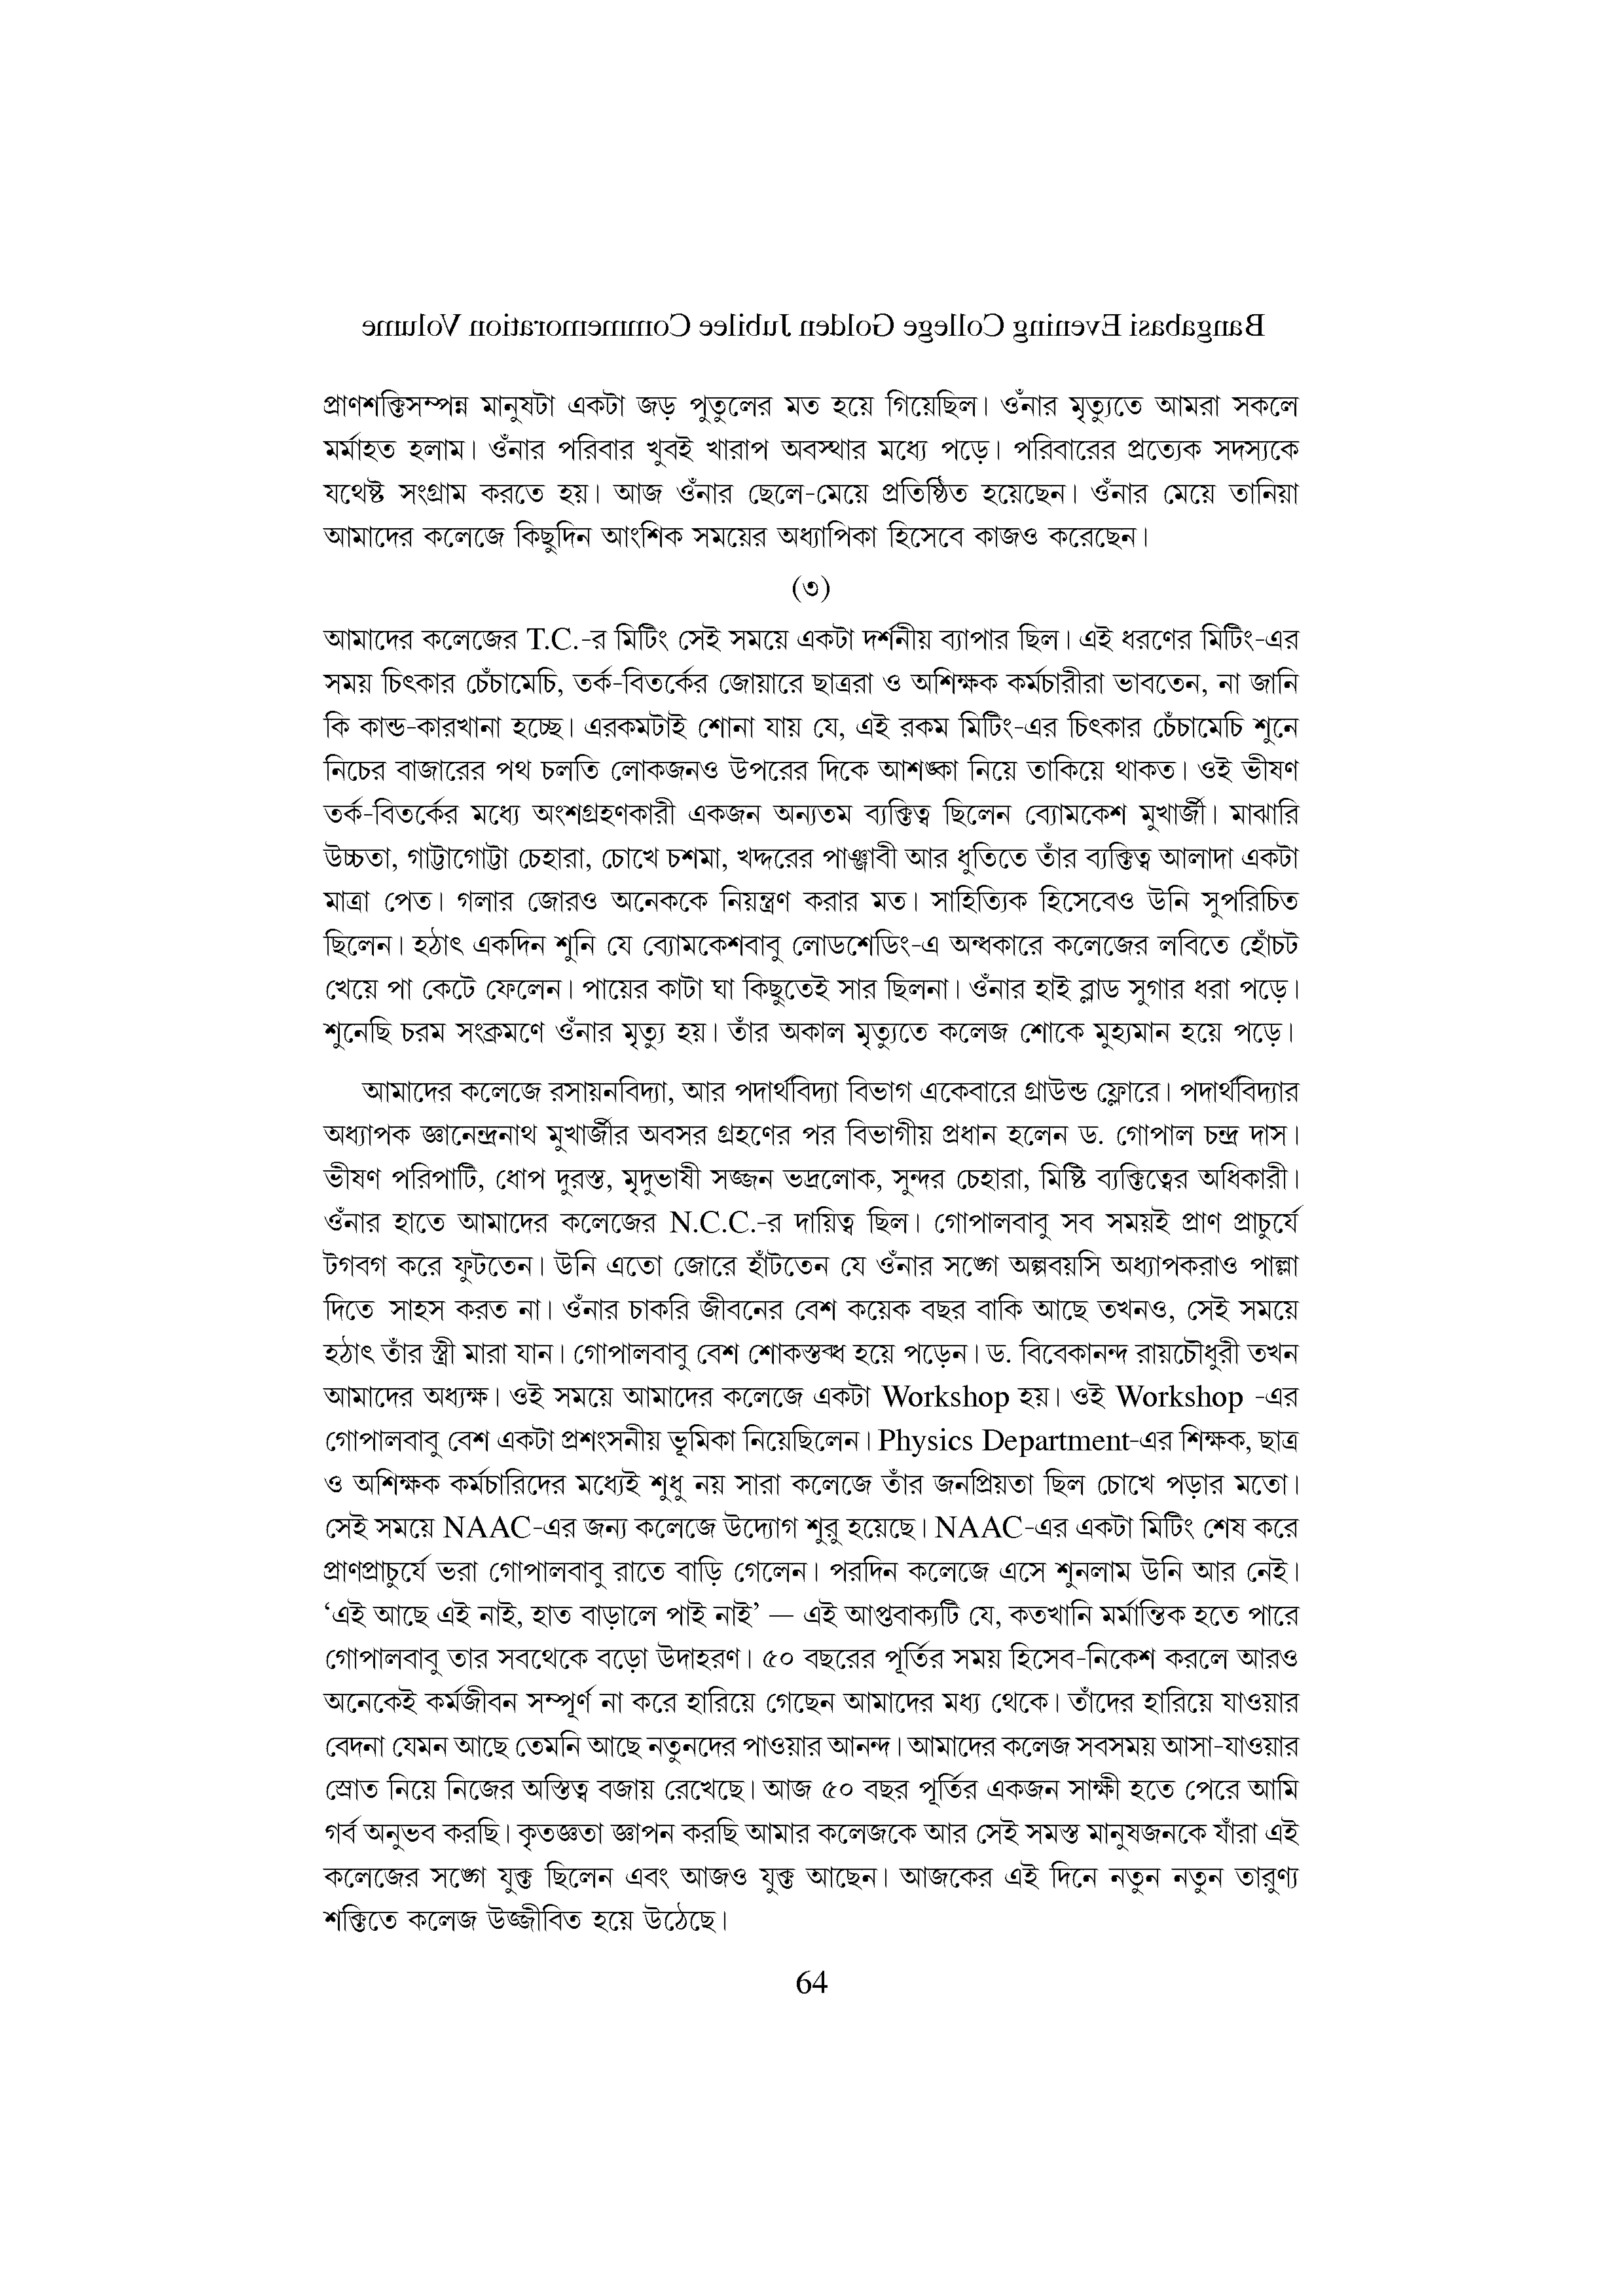 Bangabasi Evening College Golden Jubilee Commemoration Volume
প্রাণশক্তিসম্পন্ন মানুষটা একটা জড় পুতুলের মত হয়ে গিয়েছিল। ওঁনার মৃত্যুতে আমরা সকলে
মর্মাহত হলাম। ওঁনার পরিবার খুবই খারাপ অবস্থার মধ্যে পড়ে। পরিবারের প্রত্যেক সদস্যকে
যথেষ্ট সংগ্রাম করতে হয়। আজ ওঁনার ছেলে-মেয়ে প্রতিষ্ঠিত হয়েছেন। ওঁনার মেয়ে তানিয়া
আমাদের কলেজে কিছুদিন আংশিক সময়ের অধ্যাপিকা হিসেবে কাজও করেছেন।
(৩)
আমাদের কলেজের T.C.-র মিটিং সেই সময়ে একটা দর্শনীয় ব্যাপার ছিল। এই ধরণের মিটিং-এর
সময় চিৎকার চেঁচামেচি, তর্ক-বিতর্কের জোয়ারে ছাত্ররা ও অশিক্ষক কর্মচারীরা ভাবতেন, না জানি
কি কান্ড-কারখানা হচ্ছে। এরকমটাই শোনা যায় যে, এই রকম মিটিং-এর চিৎকার চেঁচামেচি শুনে
নিচের বাজারের পথ চলতি লোকজনও উপরের দিকে আশঙ্কা নিয়ে তাকিয়ে থাকত। ওই ভীষণ
তর্ক-বিতর্কের মধ্যে অংশগ্রহণকারী একজন অন্যতম ব্যক্তিত্ব ছিলেন ব্যোমকেশ মুখার্জী। মাঝারি
উচ্চতা, গাট্টাগোট্টা চেহারা, চোখে চশমা, খদ্দরের পাঞ্জাবী আর ধুতিতে তাঁর ব্যক্তিত্ব আলাদা একটা
মাত্রা পেত। গলার জোরও অনেককে নিয়ন্ত্রণ করার মত। সাহিত্যিক হিসেবেও উনি সুপরিচিত
ছিলেন। হঠাৎ একদিন শুনি যে ব্যোমকেশবাবু লোডশেডিং-এ অন্ধকারে কলেজের লবিতে হোঁচট
খেয়ে পা কেটে ফেলেন। পায়ের কাটা ঘা কিছুতেই সার ছিলনা। ওঁনার হাই ব্লাড সুগার ধরা পড়ে।
শুনেছি চরম সংক্রমণে ওঁনার মৃত্যু হয়। তাঁর অকাল মৃত্যুতে কলেজ শোকে মুহ্যমান হয়ে পড়ে।
আমাদের কলেজে রসায়নবিদ্যা, আর পদার্থবিদ্যা বিভাগ একেবারে গ্রাউন্ড ফ্লোরে। পদার্থবিদ্যার
অধ্যাপক জ্ঞানেন্দ্রনাথ মুখার্জীর অবসর গ্রহণের পর বিভাগীয় প্রধান হলেন ড. গোপাল চন্দ্র দাস।
ভীষণ পরিপাটি, ধোপ দুরস্ত, মৃদুভাষী সজ্জন ভদ্রলোক, সুন্দর চেহারা, মিষ্টি ব্যক্তিত্বের অধিকারী।
ওঁনার হাতে আমাদের কলেজের N.C.C.-র দায়িত্ব ছিল। গোপালবাবু সব সময়ই প্রাণ প্রাচুর্যে
টগবগ করে ফুটতেন। উনি এতো জোরে হাঁটতেন যে ওঁনার সঙ্গে অল্পবয়সি অধ্যাপকরাও পাল্লা
দিতে সাহস করত না। ওঁনার চাকরি জীবনের বেশ কয়েক বছর বাকি আছে তখনও, সেই সময়ে
হঠাৎ তাঁর স্ত্রী মারা যান। গোপালবাবু বেশ শোকস্তব্ধ হয়ে পড়েন। ড. বিবেকানন্দ রায়চৌধুরী তখন
আমাদের অধ্যক্ষ। ওই সময়ে আমাদের কলেজে একটা Workshop হয়। ওই Workshop -এর
গোপালবাবু বেশ একটা প্রশংসনীয় ভূমিকা নিয়েছিলেন। Physics Department-এর শিক্ষক, ছাত্র
ও অশিক্ষক কর্মচারিদের মধ্যেই শুধু নয় সারা কলেজে তাঁর জনপ্রিয়তা ছিল চোখে পড়ার মতো।
সেই সময়ে NAAC-এর জন্য কলেজে উদ্যোগ শুরু হয়েছে। NAAC-এর একটা মিটিং শেষ করে
প্রাণপ্রাচুর্যে ভরা গোপালবাবু রাতে বাড়ি গেলেন। পরদিন কলেজে এসে শুনলাম উনি আর নেই।
‘এই আছে এই নাই, হাত বাড়ালে পাই নাই’ — এই আপ্তবাক্যটি যে, কতখানি মর্মান্তিক হতে পারে
গোপালবাবু তার সবথেকে বড়ো উদাহরণ। ৫০ বছরের পূর্তির সময় হিসেব-নিকেশ করলে আরও
অনেকেই কর্মজীবন সম্পূর্ণ না করে হারিয়ে গেছেন আমাদের মধ্য থেকে। তাঁদের হারিয়ে যাওয়ার
বেদনা যেমন আছে তেমনি আছে নতুনদের পাওয়ার আনন্দ। আমাদের কলেজ সবসময় আসা-যাওয়ার
স্রোত নিয়ে নিজের অস্তিত্ব বজায় রেখেছে। আজ ৫০ বছর পূর্তির একজন সাক্ষী হতে পেরে আমি
গর্ব অনুভব করছি। কৃতজ্ঞতা জ্ঞাপন করছি আমার কলেজকে আর সেই সমস্ত মানুষজনকে যাঁরা এই
কলেজের সঙ্গে যুক্ত ছিলেন এবং আজও যুক্ত আছেন। আজকের এই দিনে নতুন নতুন তারুণ্য
শক্তিতে কলেজ উজ্জীবিত হয়ে উঠেছে।
64